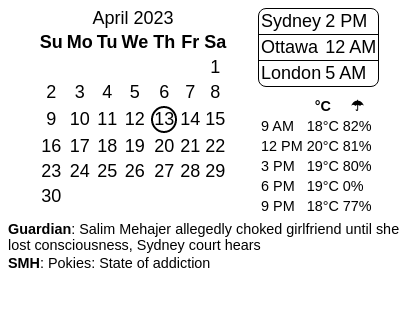 April 2023
Su Mo Tu We Th Fr Sa
1
2 3 4 5 6 7 8
9 10 11 12 13 14 15
16 17 18 19 20 21 22
23 24 25 26 27 28 29
30
Sydney 2 PM
Ottawa 12 AM
London 5 AM
°C ☂
9 AM 18°C 82%
12 PM 20°C 81%
3 PM 19°C 80%
6 PM 19°C 0%
9 PM 18°C 77%
Guardian: Salim Mehajer allegedly choked girlfriend until she
lost consciousness, Sydney court hears
SMH: Pokies: State of addiction